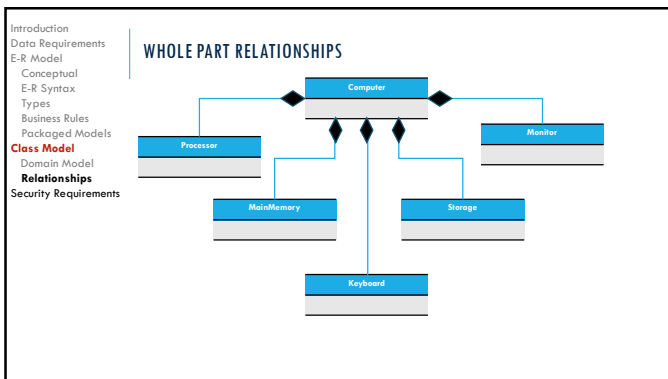 Introduction
Data Requirements
E-R Model
Conceptual
E-R Syntax
Types
Business Rules
Packaged Models
Class Model
Domain Model
Relationships
Security Requirements
WHOLE PART RELATIONSHIPS
Computer
Processor
Monitor
MainMemory
Storage
Keyboard